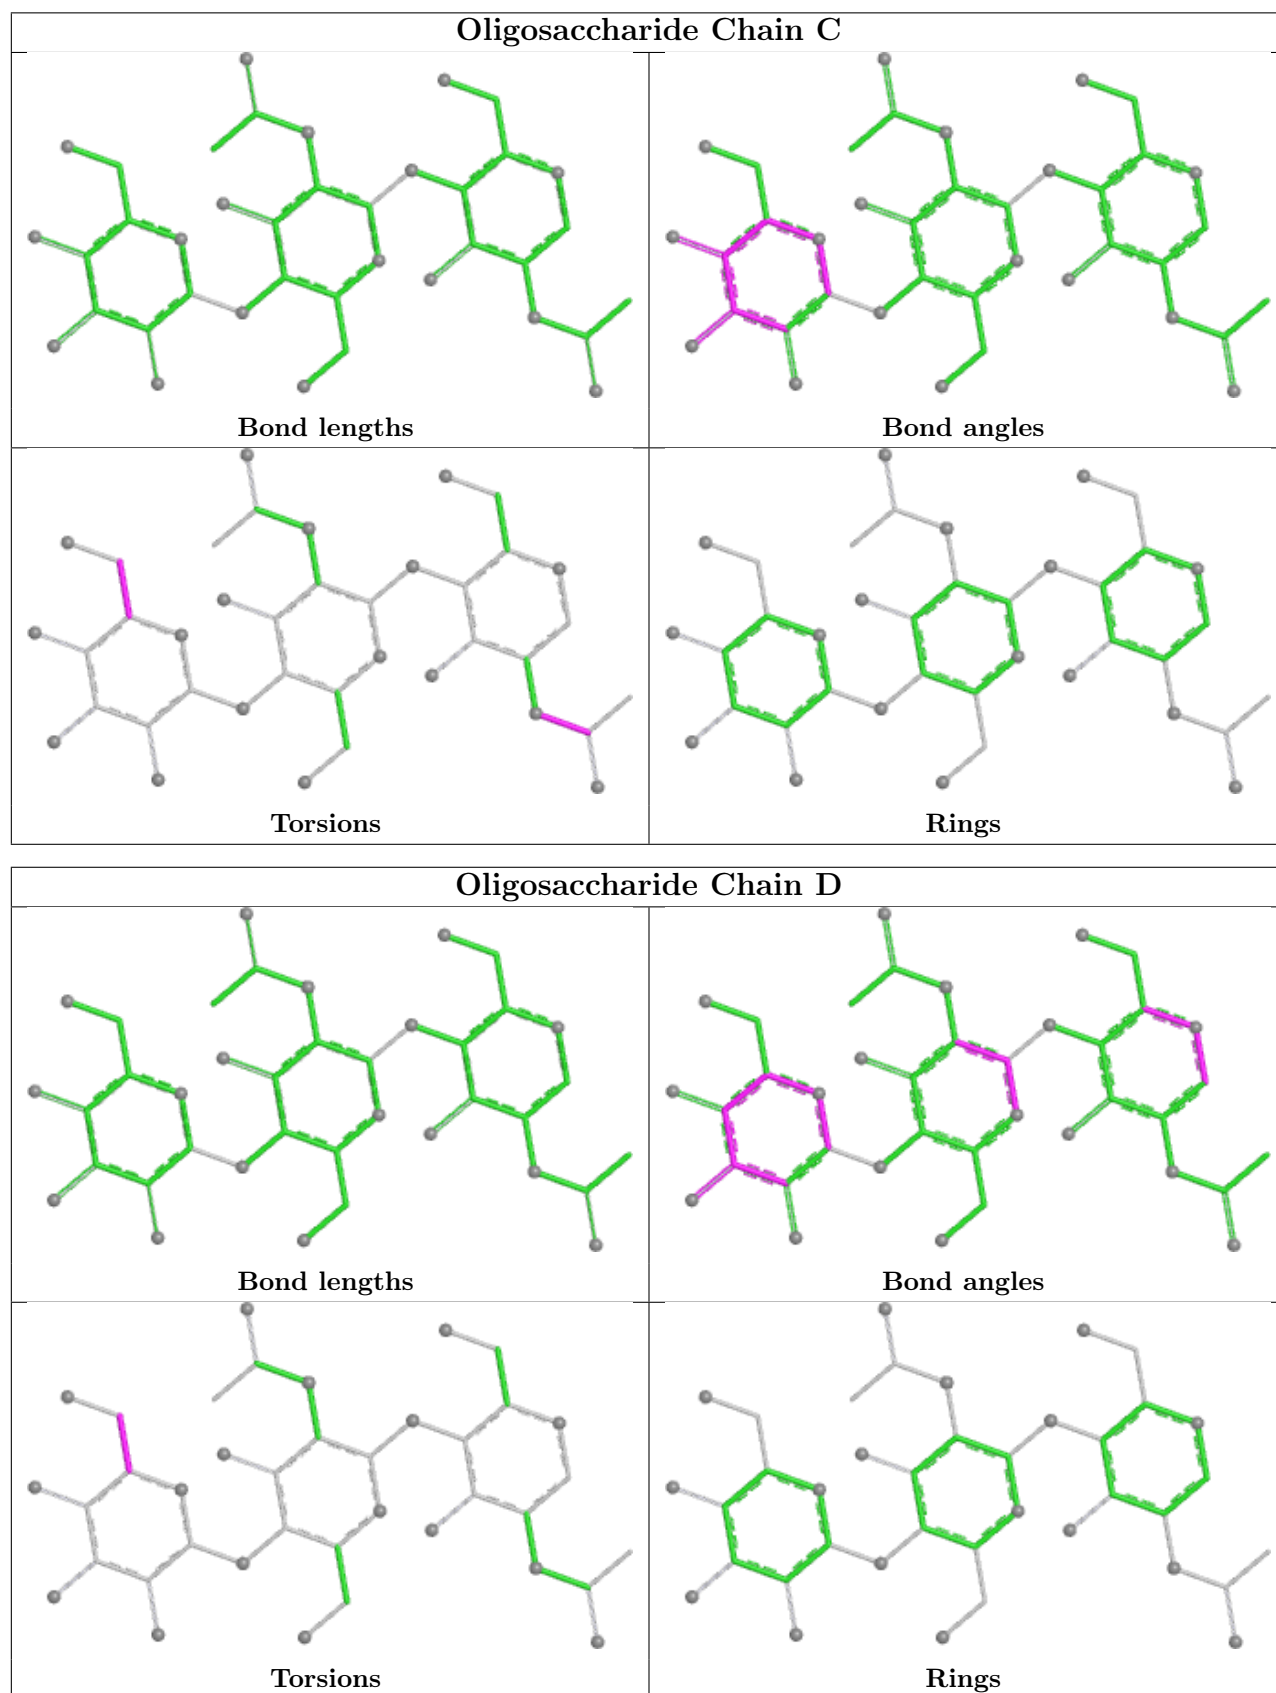 Oligosaccharide Chain C
Bond lengths
Bond angles
Torsions
Rings
Oligosaccharide Chain D
Bond lengths
Bond angles
Torsions
Rings